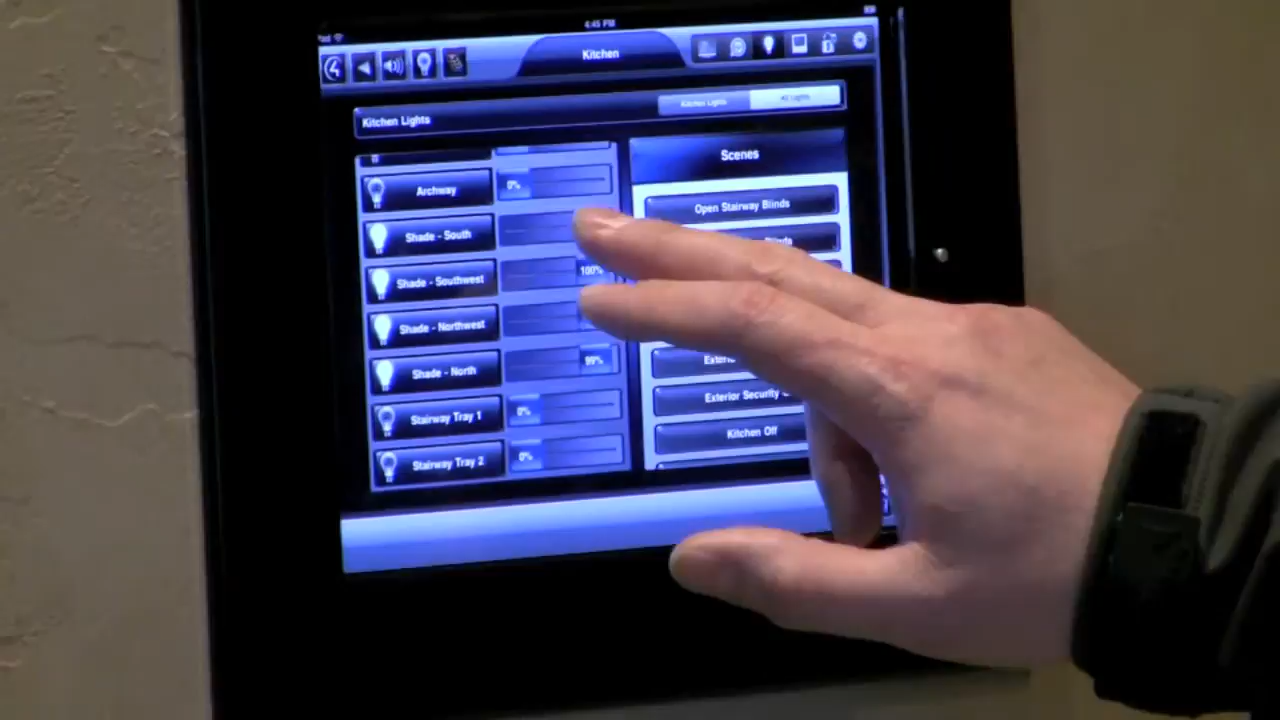 4:45 PM
Kitchen
Kitchen Lights
Kitchen Lights
All Lights
Archway
0%
Shade - South
Shade - Southwest
100%
Shade - Northwest
Shade - North
99%
Stairway Tray 1
0%
Stairway Tray 2
0%
Scenes
Open Stairway Blinds
Blinds
Exterior Security
Kitchen Off